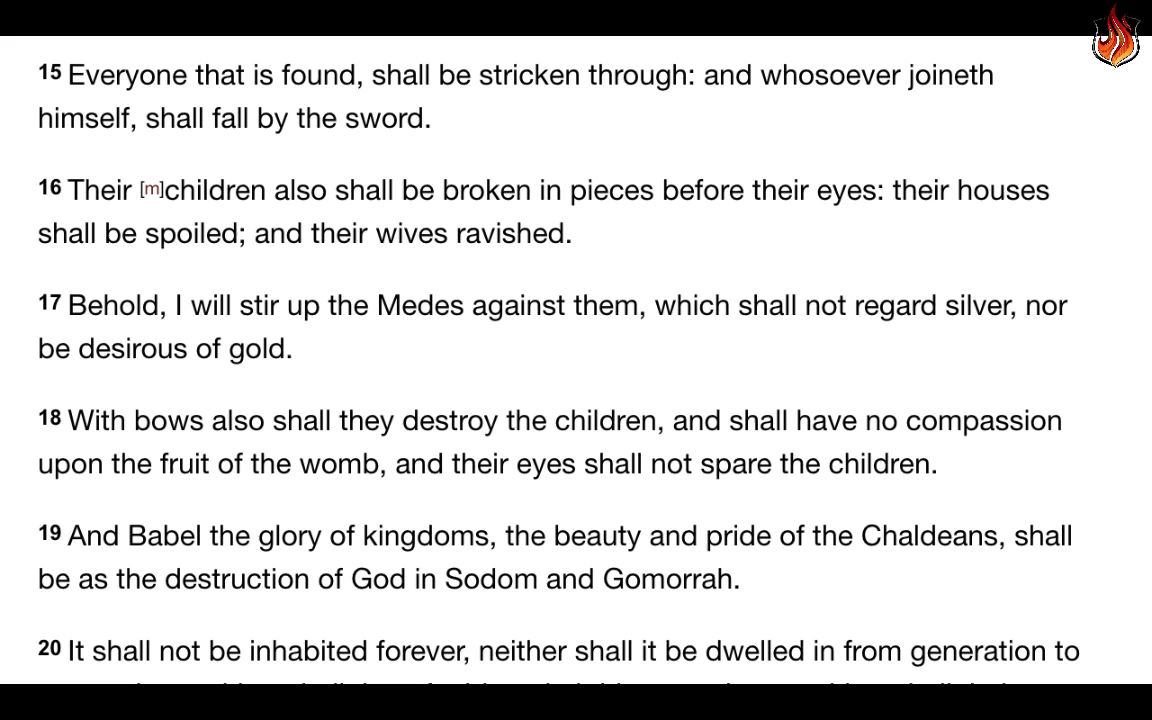 15 Everyone that is found, shall be stricken through: and whosoever joineth
himself, shall fall by the sword.
16 Their [m]children also shall be broken in pieces before their eyes: their houses
shall be spoiled; and their wives ravished.
17 Behold, I will stir up the Medes against them, which shall not regard silver, nor
be desirous of gold.
18 With bows also shall they destroy the children, and shall have no compassion
upon the fruit of the womb, and their eyes shall not spare the children.
19 And Babel the glory of kingdoms, the beauty and pride of the Chaldeans, shall
be as the destruction of God in Sodom and Gomorrah.
20 It shall not be inhabited forever, neither shall it be dwelled in from generation to